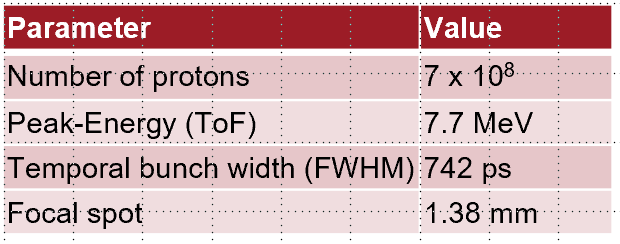 Parameter Value
Number of protons 7 x 10⁸
Peak-Energy (ToF) 7.7 MeV
Temporal bunch width (FWHM) 742 ps
Focal spot 1.38 mm